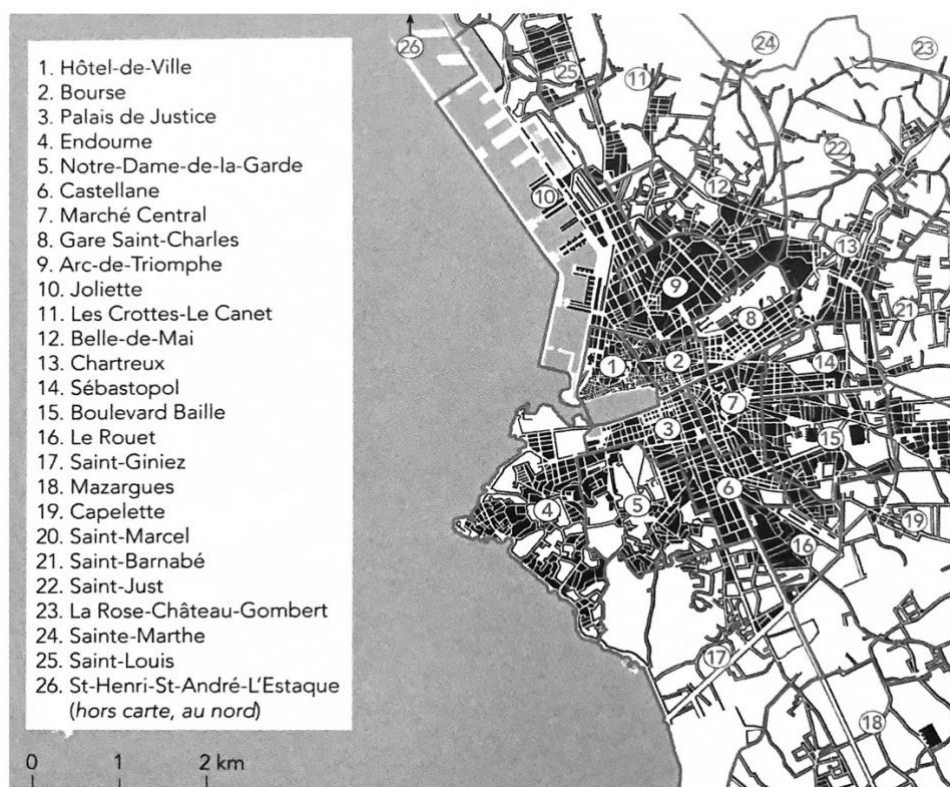 1. Hôtel-de-Ville
2. Bourse
3. Palais de Justice
4. Endoume
5. Notre-Dame-de-la-Garde
6. Castellane
7. Marché Central
8. Gare Saint-Charles
9. Arc-de-Triomphe
10. Joliette
11. Les Crottes-Le Canet
12. Belle-de-Mai
13. Chartreux
14. Sébastopol
15. Boulevard Baille
16. Le Rouet
17. Saint-Giniez
18. Mazargues
19. Capelette
20. Saint-Marcel
21. Saint-Barnabé
22. Saint-Just
23. La Rose-Château-Gombert
24. Sainte-Marthe
25. Saint-Louis
26. St-Henri-St-André-L'Estaque
(hors carte, au nord)
0 1 2 km
26
24
23
25
11
22
10
12
13
9
8
21
1
2
14
7
3
15
6
4
5
19
16
17
18